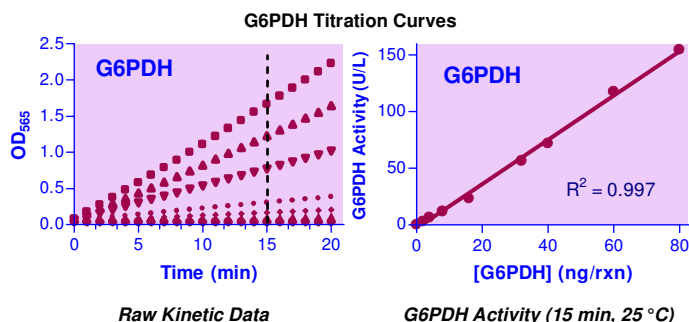 G6PDH Titration Curves
G6PDH
OD565
2.5
2.0
1.5
1.0
0.5
0.0
0
5
10
15
20
Time (min)
Raw Kinetic Data
G6PDH
G6PDH Activity (U/L)
150
100
50
0
R2 = 0.997
0
20
40
60
80
[G6PDH] (ng/rxn)
G6PDH Activity (15 min, 25 °C)